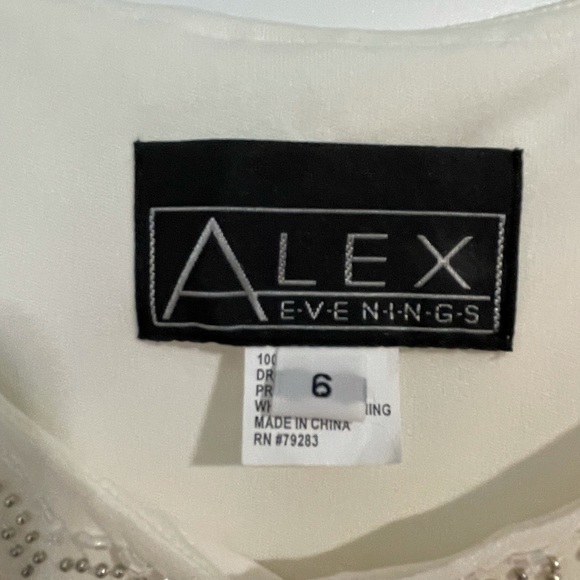 ALEX
E·V·E N·I·N·G·S
6
MADE IN CHINA
RN #79283